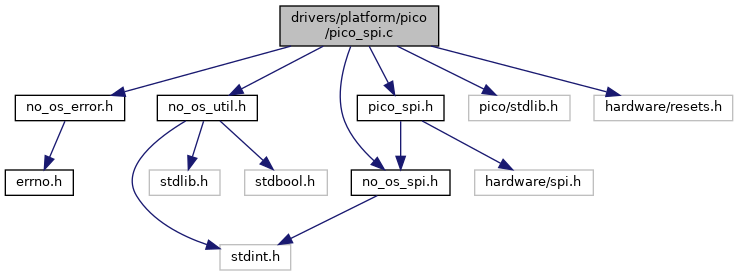 drivers/platform/pico
/pico_spi.c
no_os_error.h
no_os_util.h
pico_spi.h
pico/stdlib.h
hardware/resets.h
errno.h
stdlib.h
stdbool.h
no_os_spi.h
hardware/spi.h
stdint.h